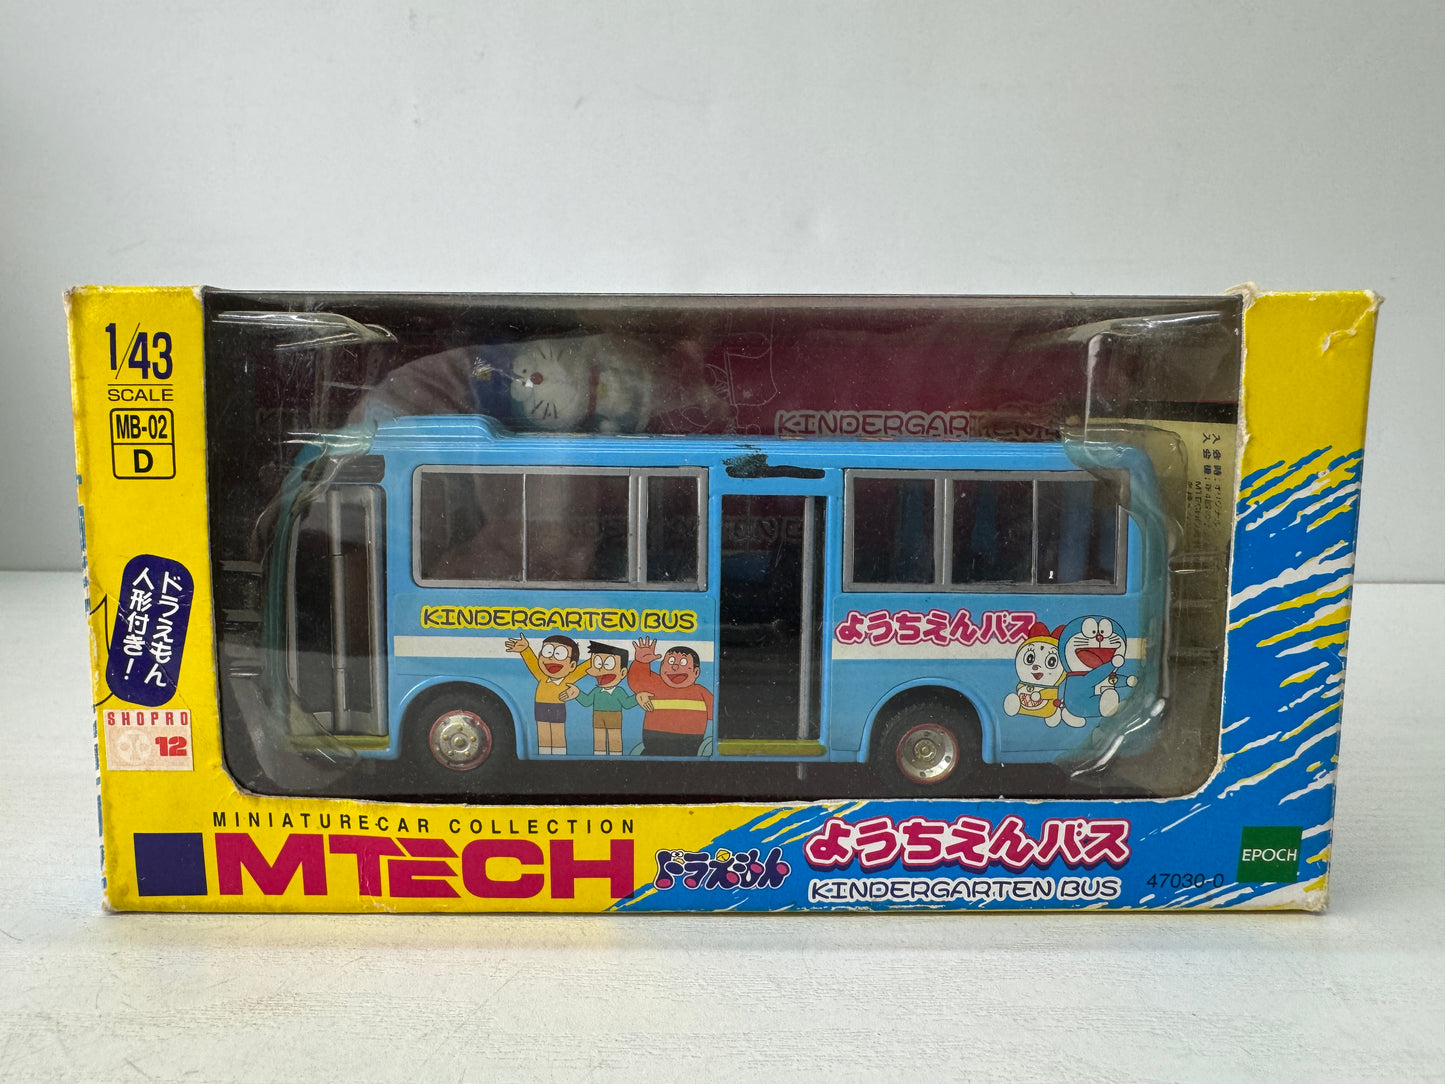 1/43
SCALE
MB-02
D
ドラえもん
人形付き!
SHOPRO
12
KINDERGARTEN
KINDERGARTEN BUS
ようちえんバス
MINIATURE CAR COLLECTION
MTECH
ドラえもん
ようちえんバス
KINDERGARTEN BUS
47030-0
EPOCH